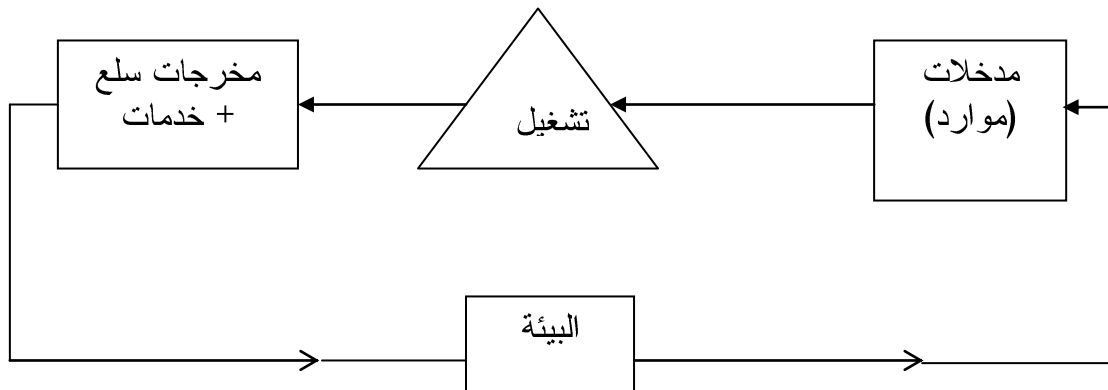 مدخلات
(موارد)
تشغيل
مخرجات سلع
+ خدمات
البيئة